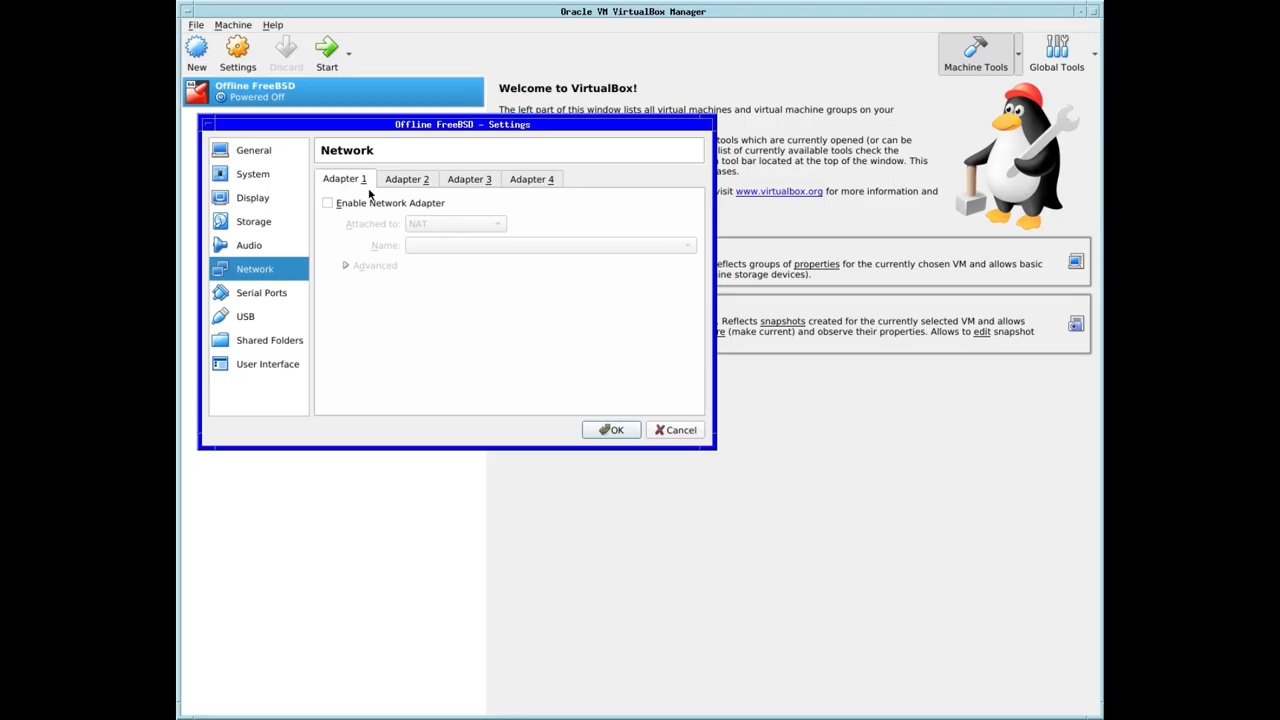 Oracle VM VirtualBox Manager
File Machine Help
New Settings Discard Start Machine Tools Global Tools
Offline FreeBSD
Powered Off
64
Welcome to VirtualBox!
The left part of this window lists all virtual machines and virtual machine groups on your
tools which are currently opened (or can be
list of currently available tools check the
tool bar located at the top of the window. This
ases.
visit www.virtualbox.org for more information and
Offline FreeBSD - Settings
General
System
Display
Storage
Audio
Network
Serial Ports
USB
Shared Folders
User Interface
Network
Adapter 1 Adapter 2 Adapter 3 Adapter 4
Enable Network Adapter
Attached to: NAT
Name:
Advanced
OK Cancel
eflects groups of properties for the currently chosen VM and allows basic
ine storage devices).
. Reflects snapshots created for the currently selected VM and allows
re (make current) and observe their properties. Allows to edit snapshot